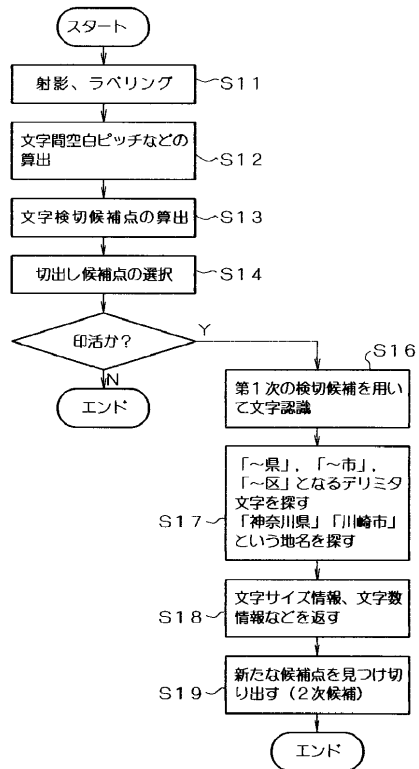 スタート
射影、ラベリング
S11
文字間空白ピッチなどの
算出
S12
文字検切候補点の算出
S13
切出し候補点の選択
S14
印活か？
Y
N
エンド
S16
第1次の検切候補を用い
て文字認識
「～県」，「～市」，
「～区」となるデリミタ
文字を探す
「神奈川県」「川崎市」
という地名を探す
S17
文字サイズ情報、文字数
情報などを返す
S18
新たな候補点を見つけ切
り出す（2次候補）
S19
エンド